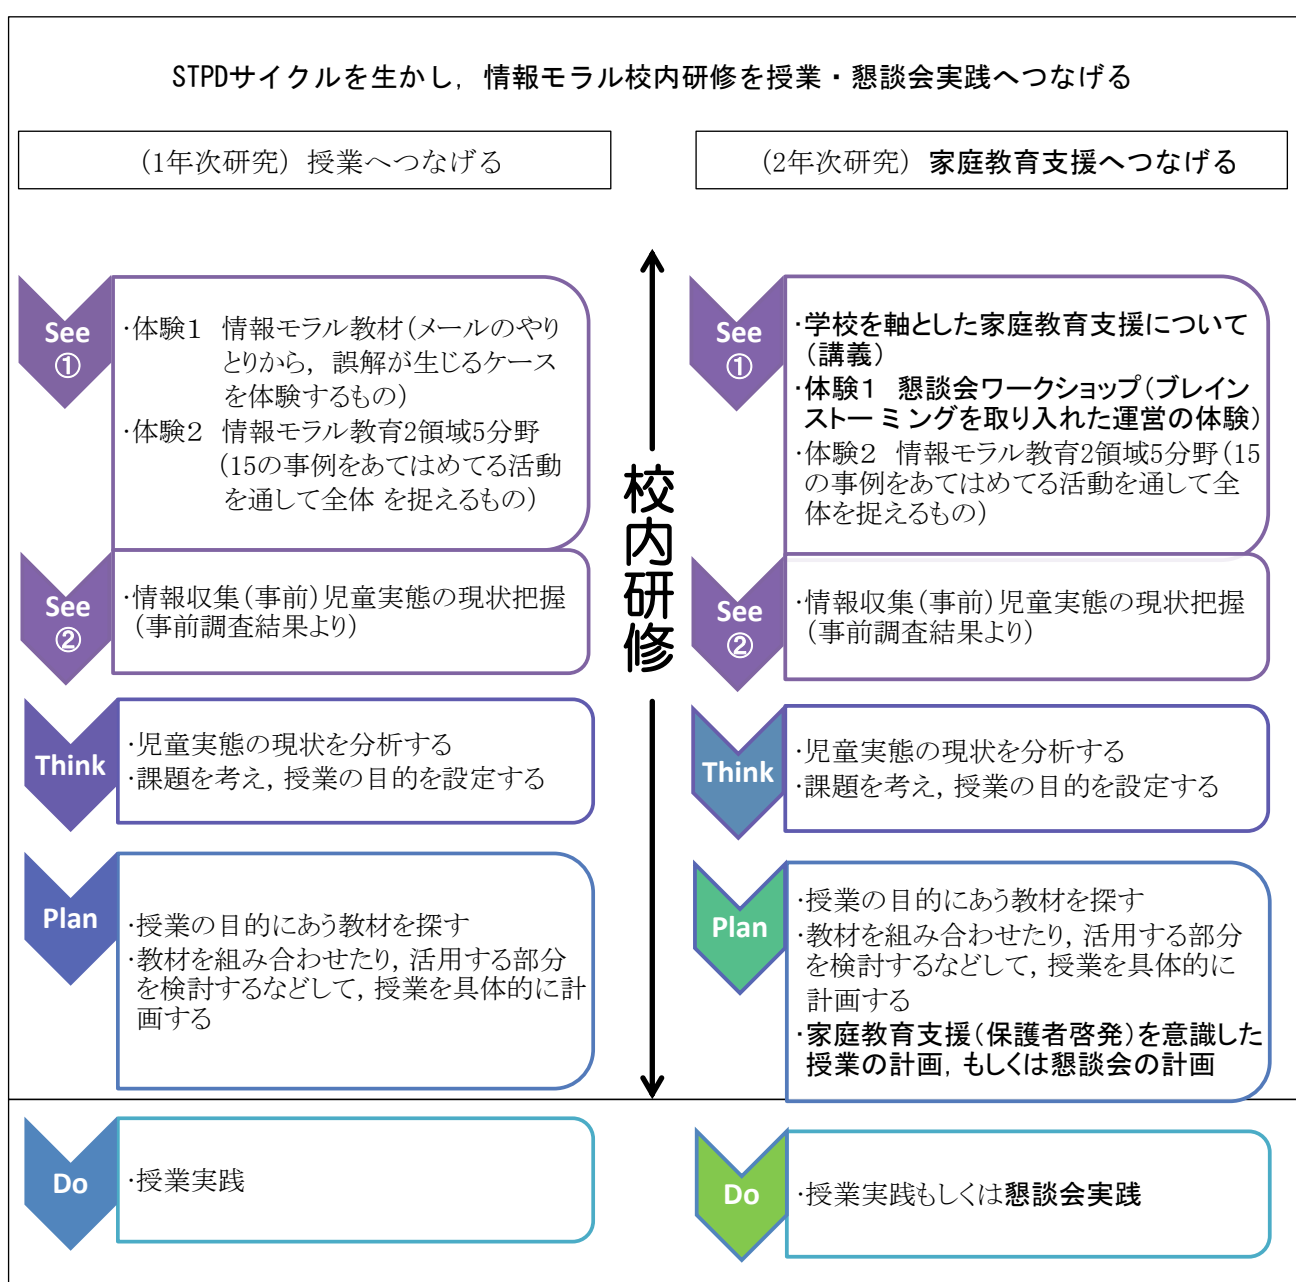 STPDサイクルを生かし，情報モラル校内研修を授業・懇談会実践へつなげる
（1年次研究）授業へつなげる
See
①
・体験１　情報モラル教材（メールのやり
とりから，誤解が生じるケース
を体験するもの）
・体験２　情報モラル教育2領域5分野
（15の事例をあてはめてる活動
を通して全体 を捉えるもの）
See
②
・情報収集（事前）児童実態の現状把握
（事前調査結果より）
Think
・児童実態の現状を分析する
・課題を考え，授業の目的を設定する
Plan
・授業の目的にあう教材を探す
・教材を組み合わせたり，活用する部分
を検討するなどして，授業を具体的に計
画する
Do
・授業実践
校内研修
（2年次研究）家庭教育支援へつなげる
See
①
・学校を軸とした家庭教育支援について
（講義）
・体験１　懇談会ワークショップ（ブレイン
ストーミングを取り入れた運営の体験）
・体験２　情報モラル教育2領域5分野（15
の事例をあてはめてる活動を通して全
体を捉えるもの）
See
②
・情報収集（事前）児童実態の現状把握
（事前調査結果より）
Think
・児童実態の現状を分析する
・課題を考え，授業の目的を設定する
Plan
・授業の目的にあう教材を探す
・教材を組み合わせたり，活用する部分
を検討するなどして，授業を具体的に
計画する
・家庭教育支援（保護者啓発）を意識した
授業の計画，もしくは懇談会の計画
Do
・授業実践もしくは懇談会実践